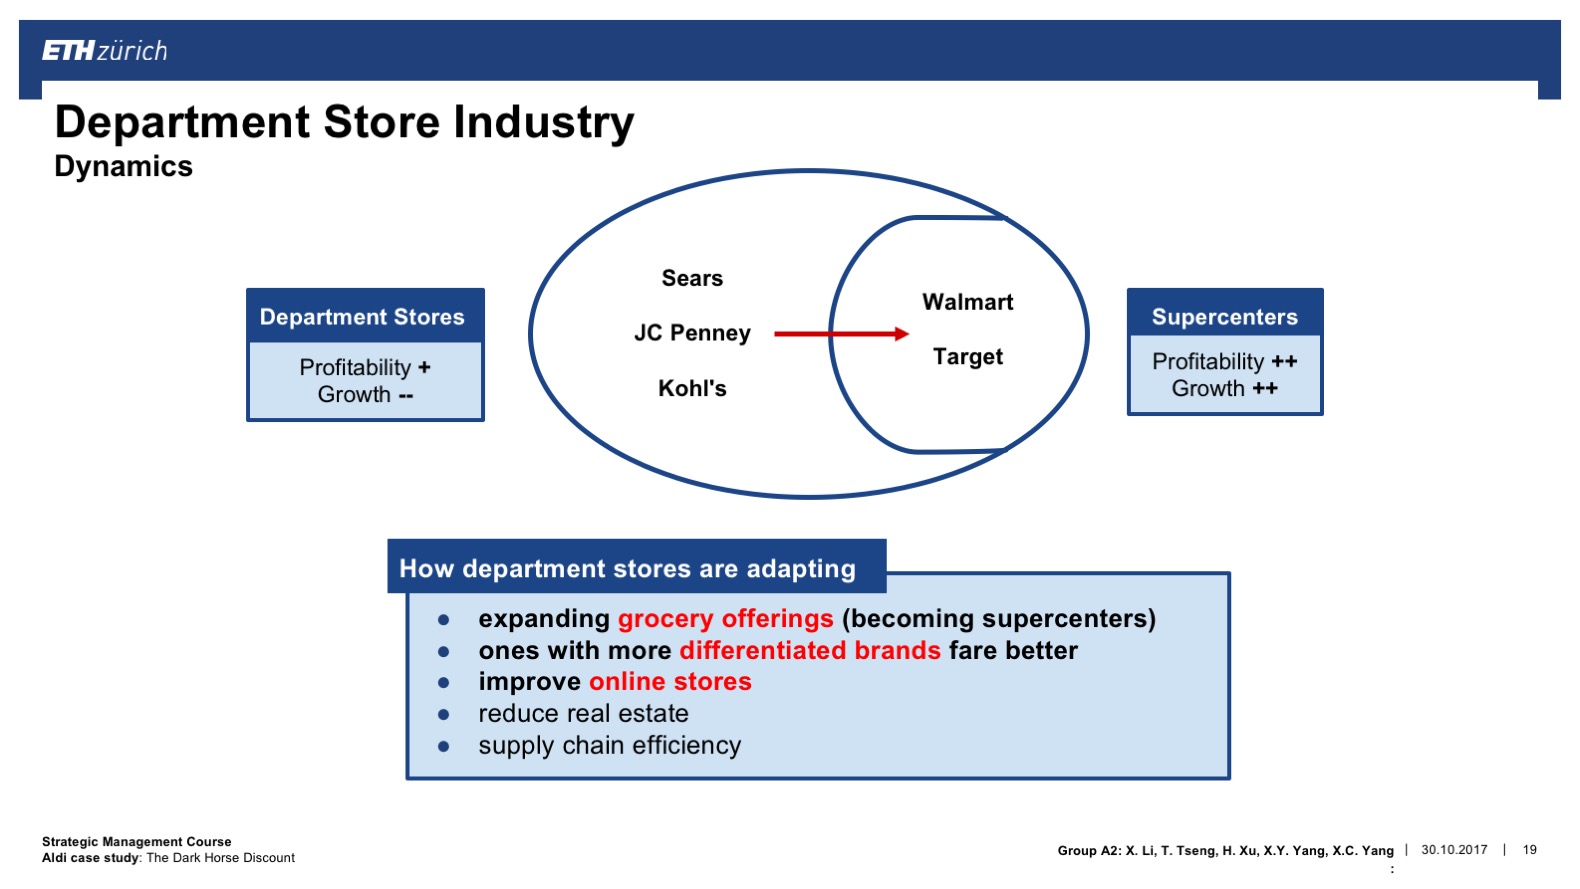 ETH zürich
Department Store Industry
Dynamics
Department Stores
Profitability +
Growth --
Sears
JC Penney
Kohl's
Walmart
Target
Supercenters
Profitability ++
Growth ++
How department stores are adapting
● expanding grocery offerings (becoming supercenters)
● ones with more differentiated brands fare better
● improve online stores
● reduce real estate
● supply chain efficiency
Strategic Management Course
Aldi case study: The Dark Horse Discount
Group A2: X. Li, T. Tseng, H. Xu, X.Y. Yang, X.C. Yang | 30.10.2017 | 19
: